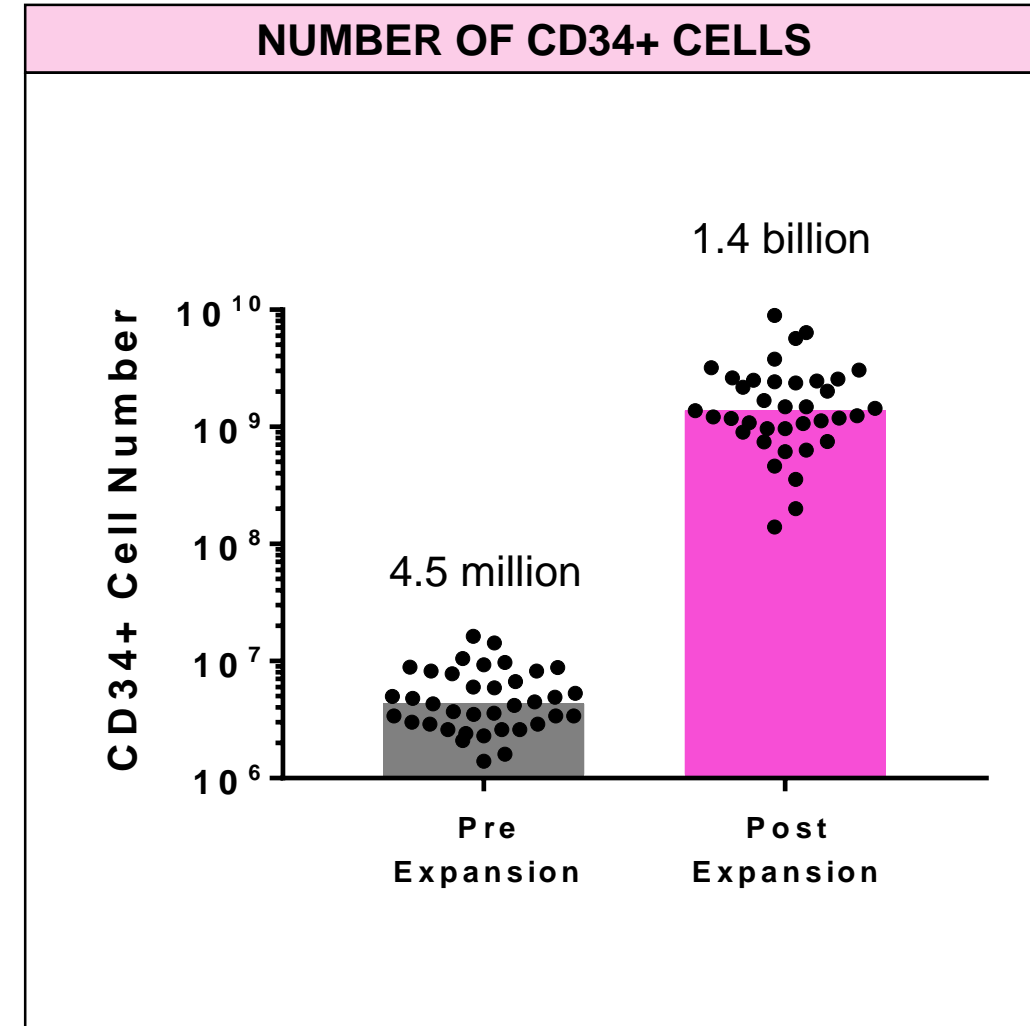 NUMBER OF CD34+ CELLS
1.4 billion
4.5 million
CD34+ Cell Number
10^10
10^9
10^8
10^7
10^6
Pre
Expansion
Post
Expansion